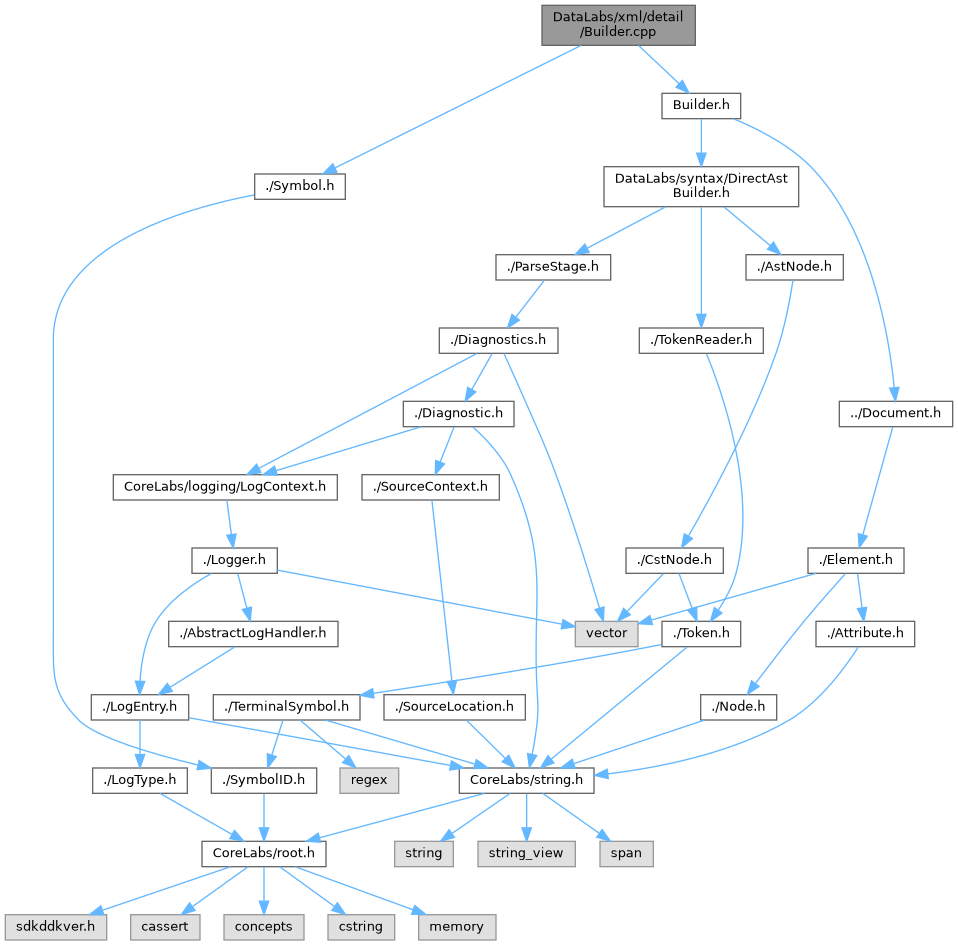 DataLabs/xml/detail
/Builder.cpp
Builder.h
./Symbol.h
DataLabs/syntax/DirectAst
Builder.h
./ParseStage.h
./AstNode.h
./Diagnostics.h
./TokenReader.h
./Diagnostic.h
../Document.h
CoreLabs/logging/LogContext.h
./SourceContext.h
./Logger.h
./CstNode.h
./Element.h
./AbstractLogHandler.h
vector
./Token.h
./Attribute.h
./LogEntry.h
./TerminalSymbol.h
./SourceLocation.h
./Node.h
./LogType.h
./SymbolID.h
regex
CoreLabs/string.h
CoreLabs/root.h
string
string_view
span
sdkddkver.h
cassert
concepts
cstring
memory